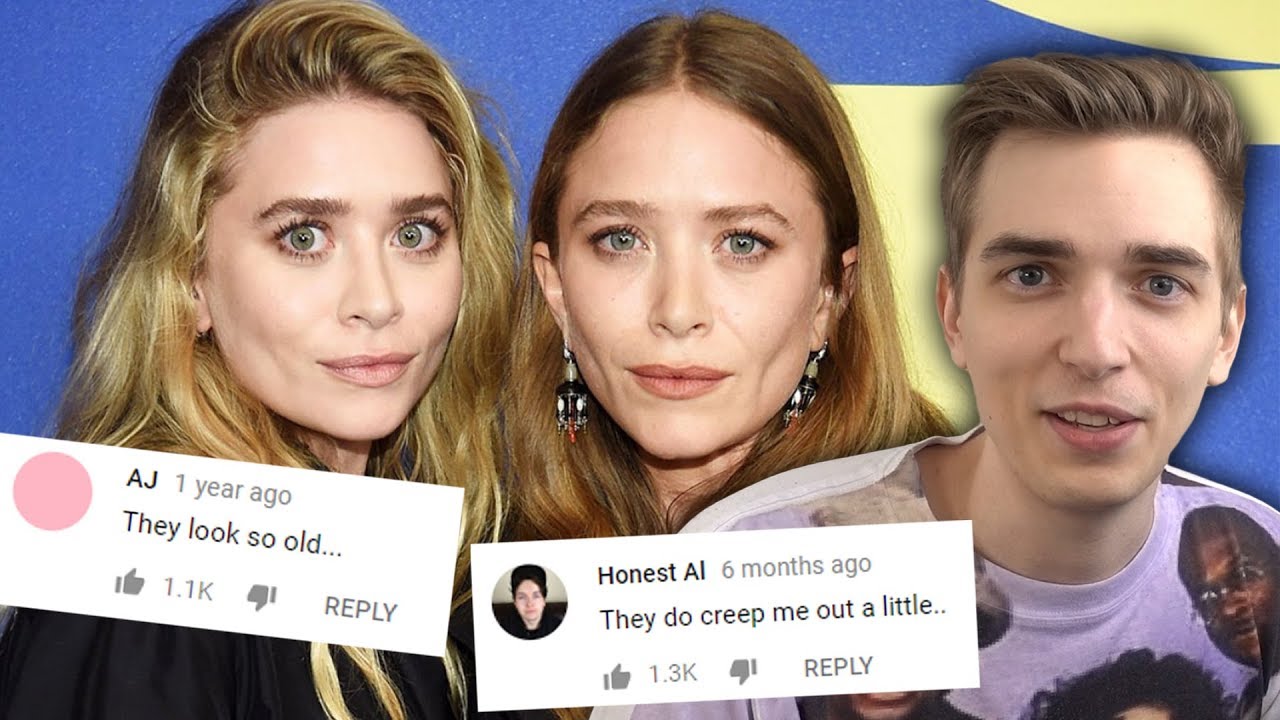 AJ 1 year ago
They look so old...
1.1K REPLY
Honest Al 6 months ago
They do creep me out a little..
1.3K REPLY